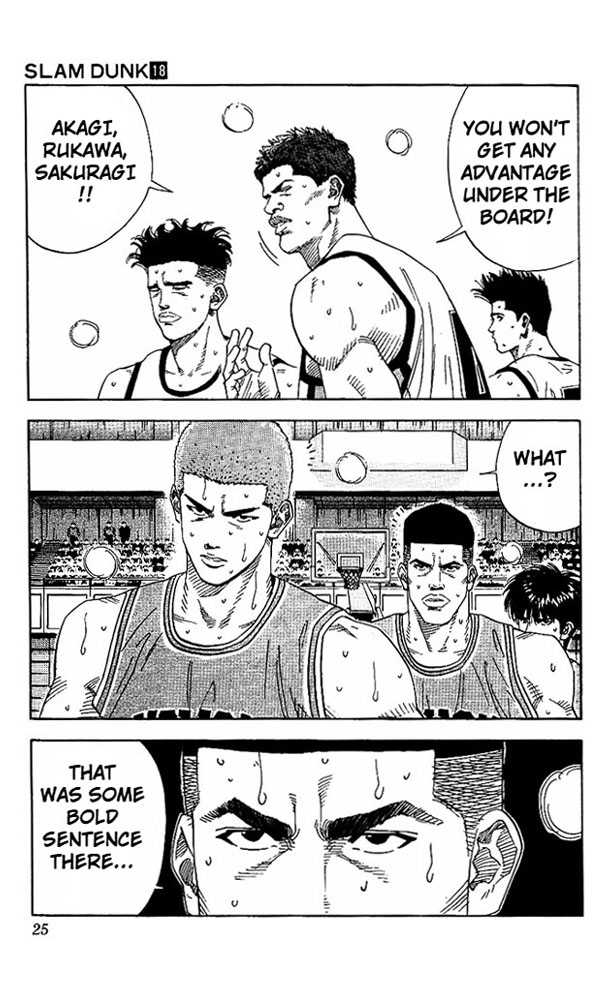 SLAM DUNK 18
YOU WON'T
GET ANY
ADVANTAGE
UNDER THE
BOARD!
AKAGI,
RUKAWA,
SAKURAGI
!!
WHAT
...?
THAT
WAS SOME
BOLD
SENTENCE
THERE...
25